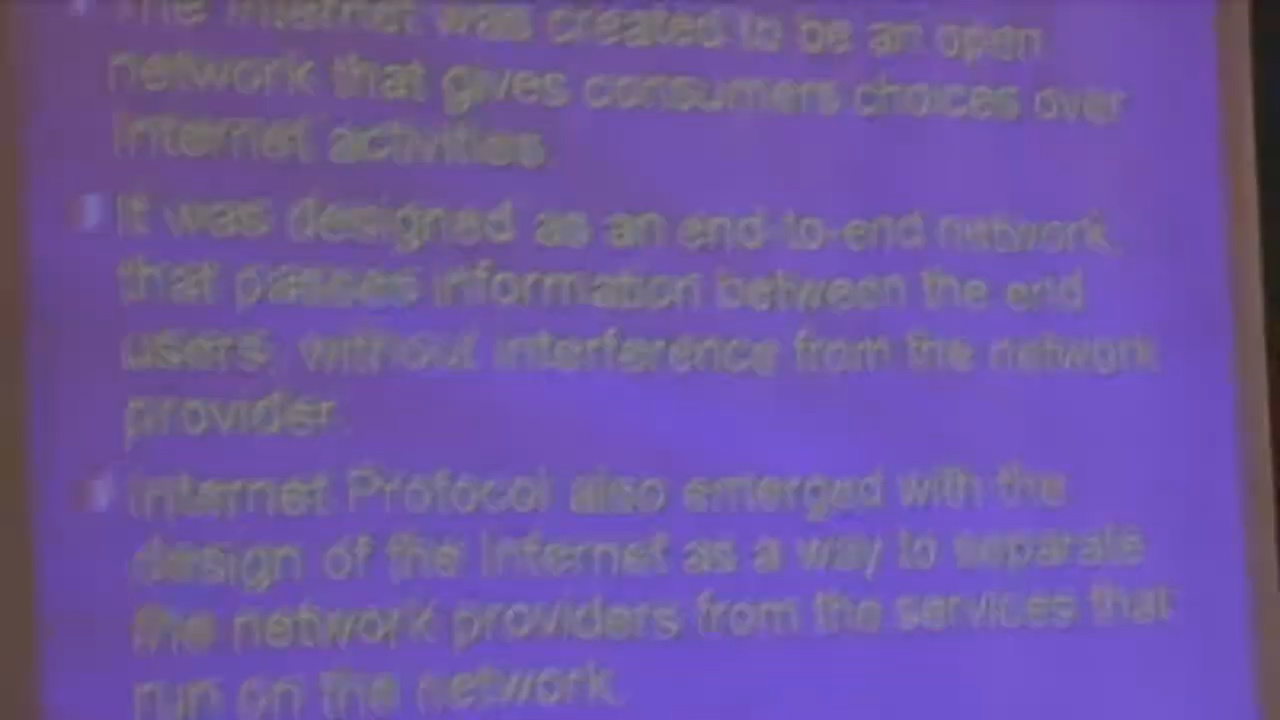 The Internet was created to be an open
network that gives consumers choices over
Internet activities.
It was designed as an end-to-end network,
that passes information between the end
users, without interference from the network
provider.
Internet Protocol also emerged with the
design of the Internet as a way to separate
the network providers from the services that
run on the network.